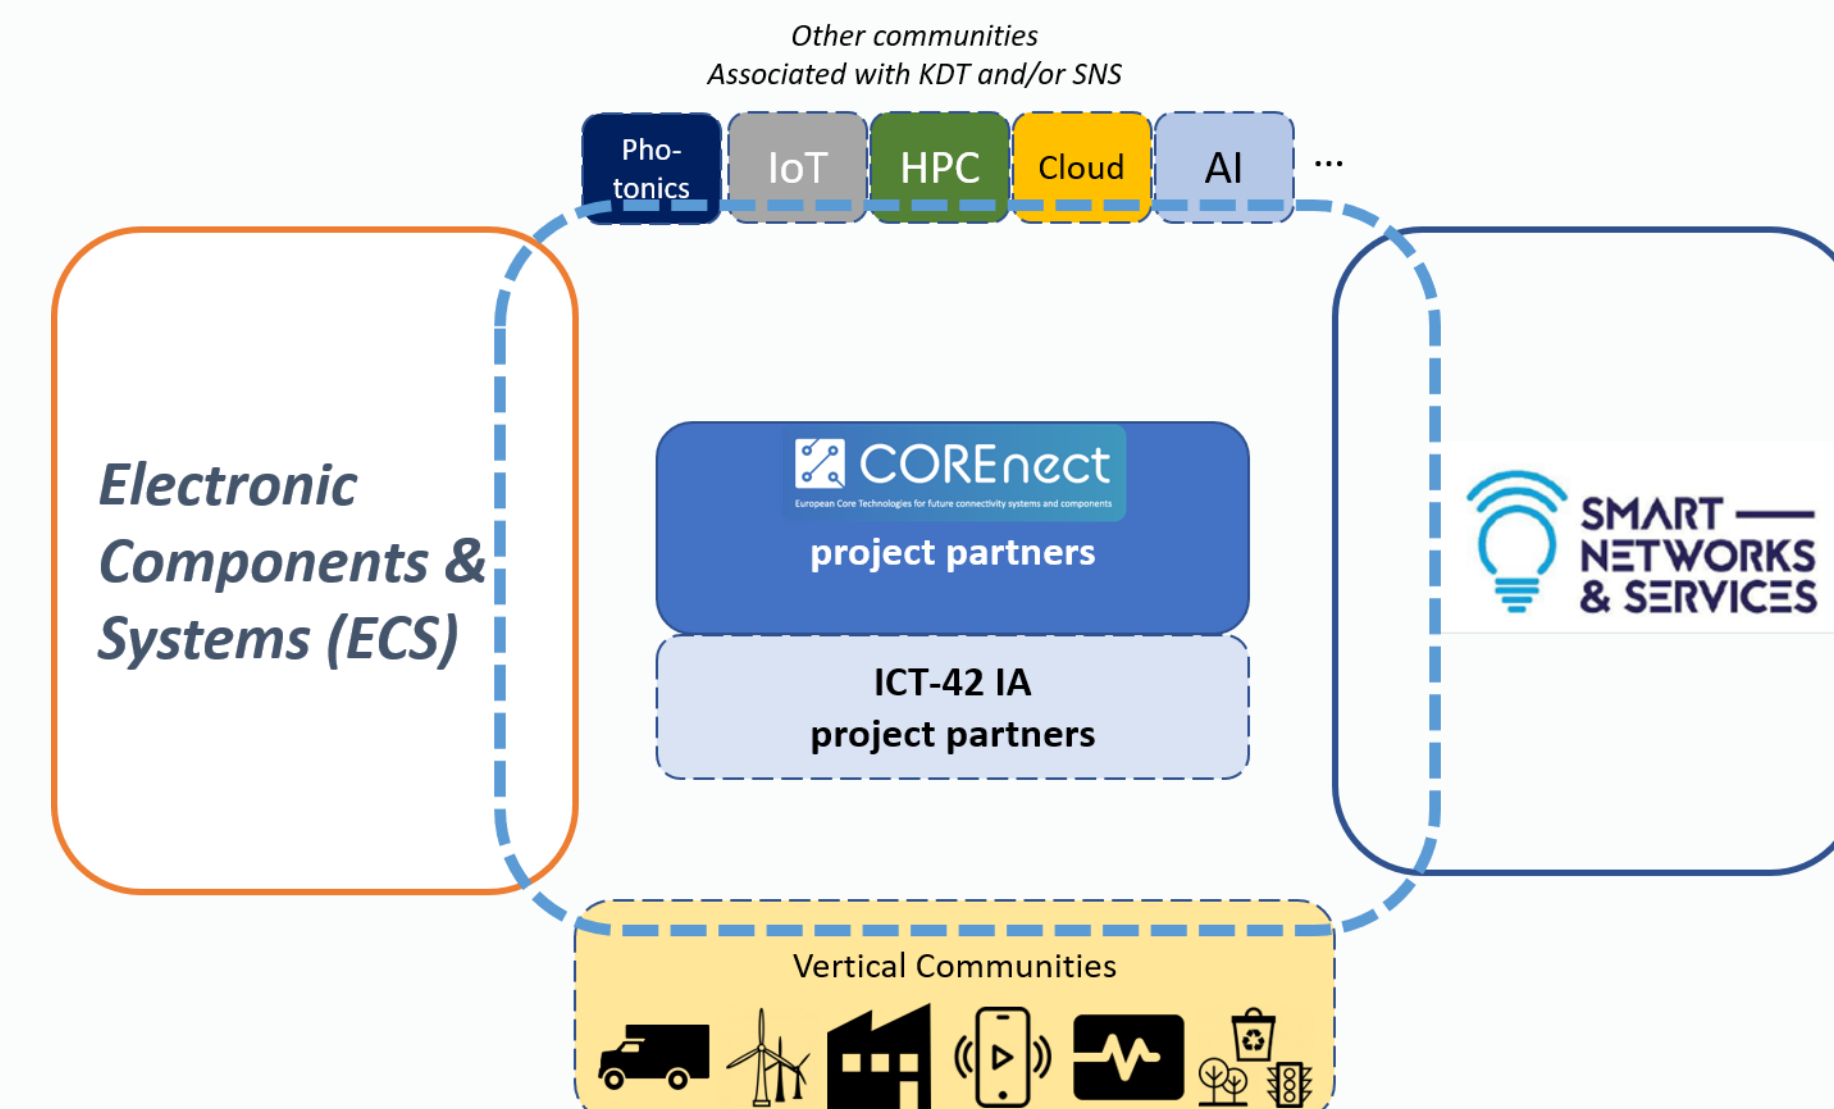 Other communities
Associated with KDT and/or SNS
Pho-
tonics
IoT
HPC
Cloud
AI
...
Electronic
Components &
Systems (ECS)
COREnect
European Core Technologies for future connectivity systems and components
project partners
ICT-42 IA
project partners
SMART
NETWORKS
& SERVICES
Vertical Communities